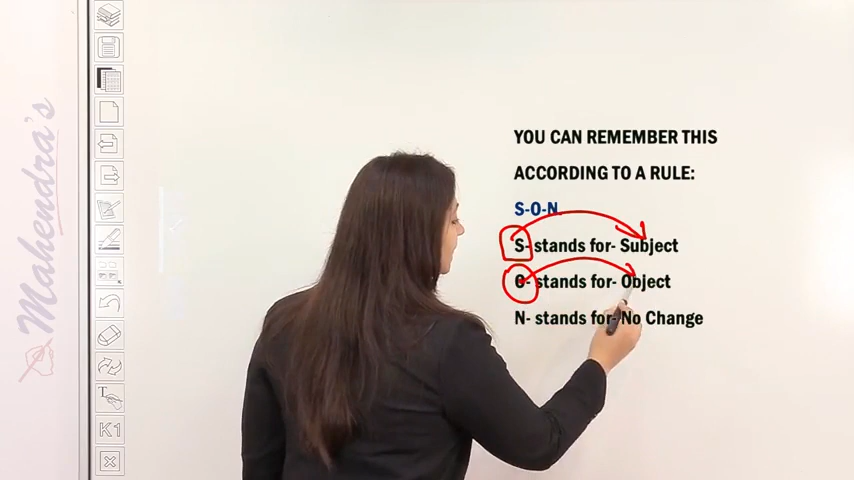 Mahendra's
YOU CAN REMEMBER THIS
ACCORDING TO A RULE:
S-O-N
S- stands for- Subject
O- stands for- Object
N- stands for- No Change
T
K1